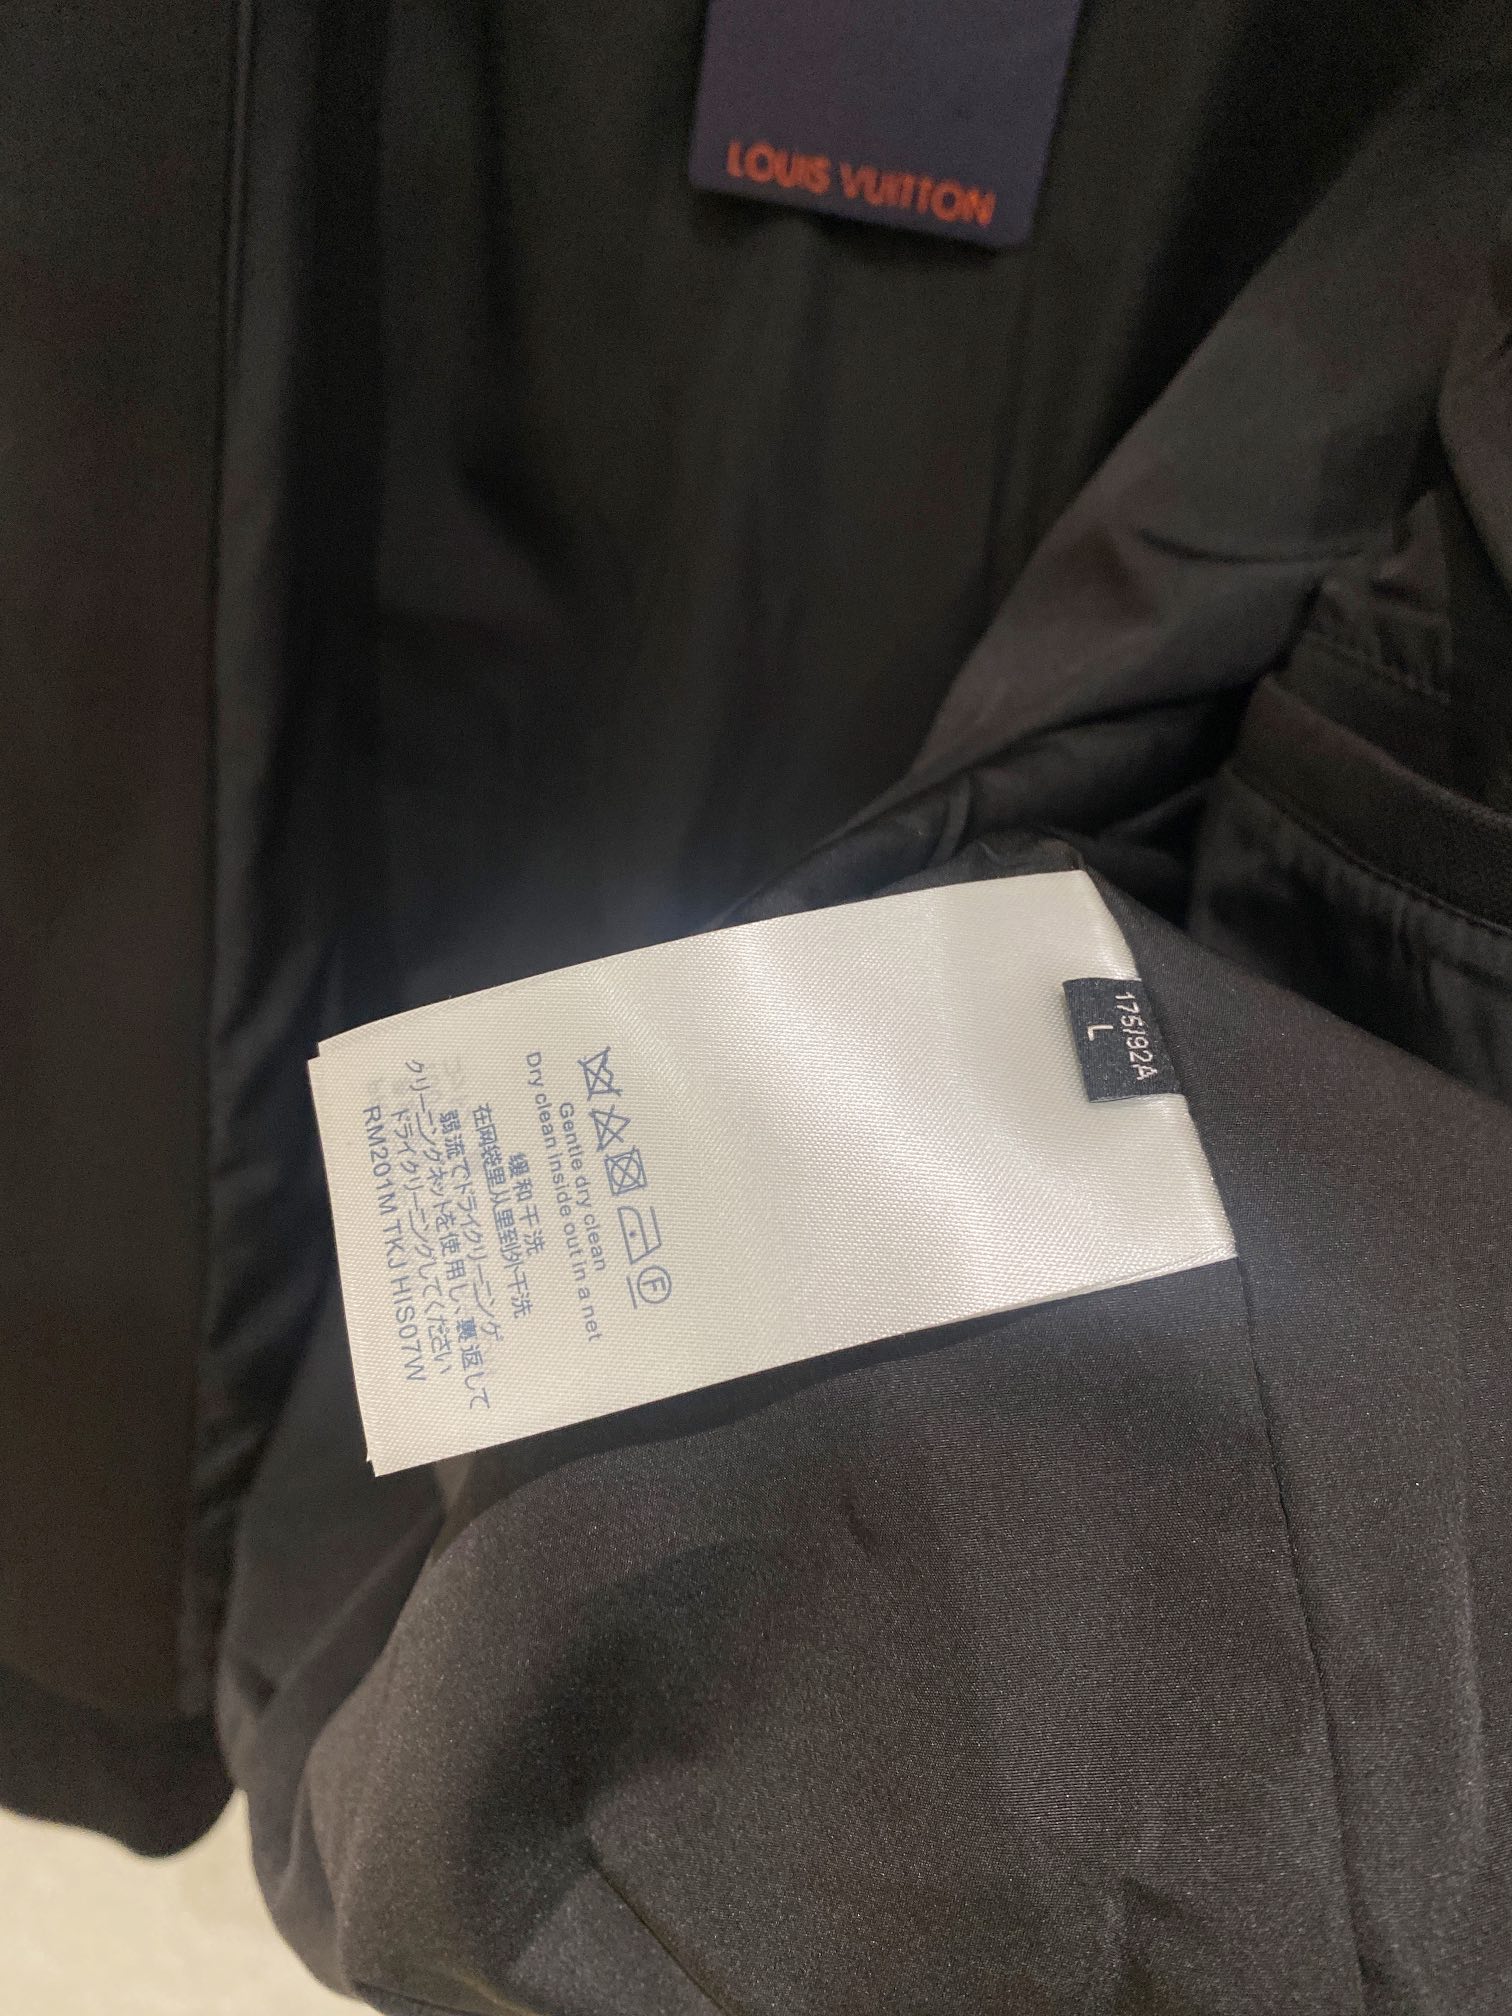 LOUIS VUITTON
175/92A
L
F
Gentle dry clean
Dry clean inside out in a net
缓和干洗
在网袋里从里到外干洗
弱流でドライクリーニング
クリーニングネットを使用し、裏返して
ドライクリーニングしてください
RM201M TKJ HIS07W